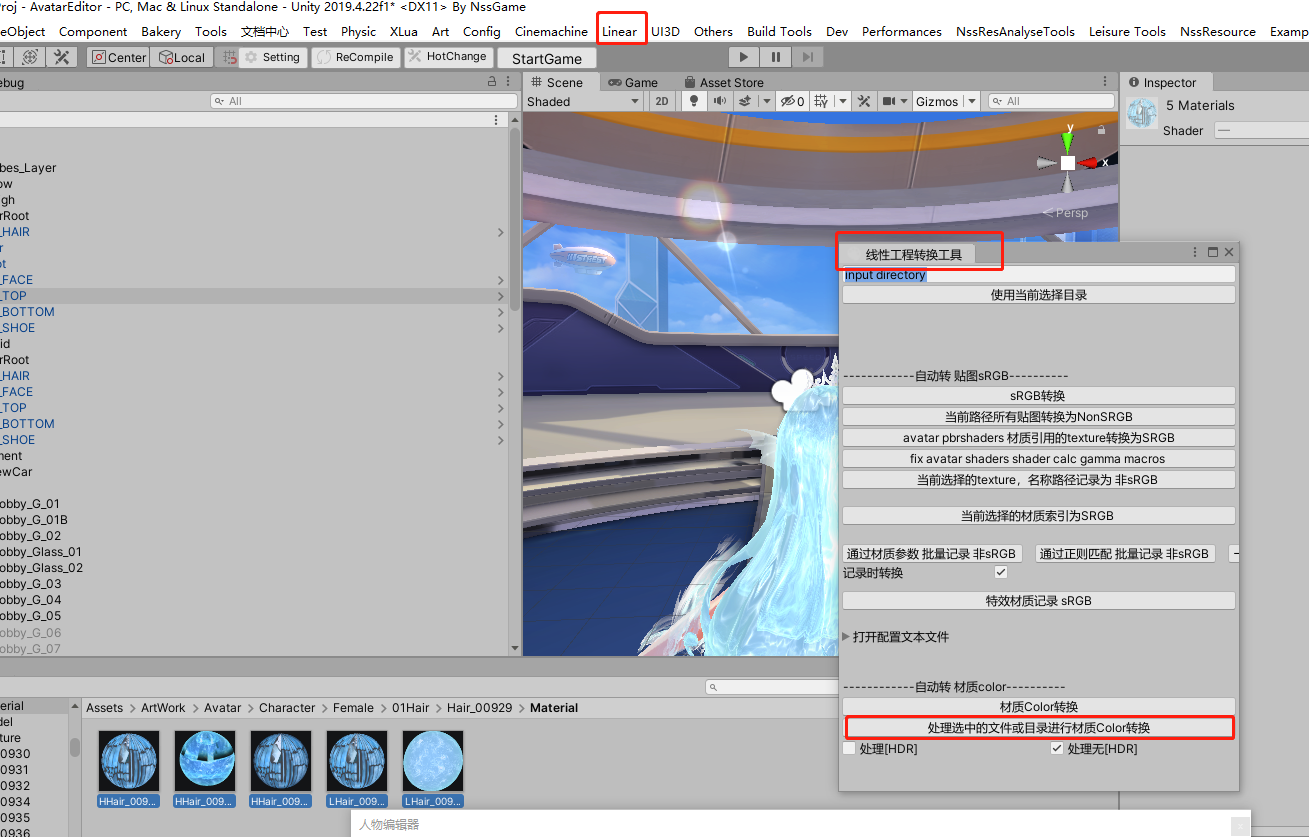 Proj - AvatarEditor - PC, Mac & Linux Standalone - Unity 2019.4.22f1* <DX11> By NssGame
eObject Component Bakery Tools 文档中心 Test Physic XLua Art Config Cinemachine Linear UI3D Others Build Tools Dev Performances NssResAnalyseTools Leisure Tools NssResource Examp
Center Local Setting ReCompile HotChange StartGame
ebug
Scene Game Asset Store
Inspector
All
Shaded 2D 0 Gizmos All
5 Materials
Shader —
y
x
Persp
bes_Layer
ow
gh
rRoot
_HAIR
r
ot
_FACE
_TOP
_BOTTOM
_SHOE
id
rRoot
_HAIR
_FACE
_TOP
_BOTTOM
_SHOE
ment
ewCar
obby_G_01
obby_G_01B
obby_G_02
obby_Glass_01
obby_Glass_02
obby_G_03
obby_G_04
obby_G_05
obby_G_06
obby_G_07
线性工程转换工具
input directory
使用当前选择目录
------------自动转 贴图sRGB----------
sRGB转换
当前路径所有贴图转换为NonSRGB
avatar pbrshaders 材质引用的texture转换为SRGB
fix avatar shaders shader calc gamma macros
当前选择的texture，名称路径记录为 非sRGB
当前选择的材质索引为SRGB
通过材质参数 批量记录 非sRGB 通过正则匹配 批量记录 非sRGB
记录时转换
特效材质记录 sRGB
打开配置文本文件
------------自动转 材质color----------
材质Color转换
处理选中的文件或目录进行材质Color转换
处理[HDR] 处理无[HDR]
erial
del
ture
00930
00931
00932
00934
00935
00936
Assets > ArtWork > Avatar > Character > Female > 01Hair > Hair_00929 > Material
HHair_009... HHair_009... HHair_009... LHair_009... LHair_009...
人物编辑器